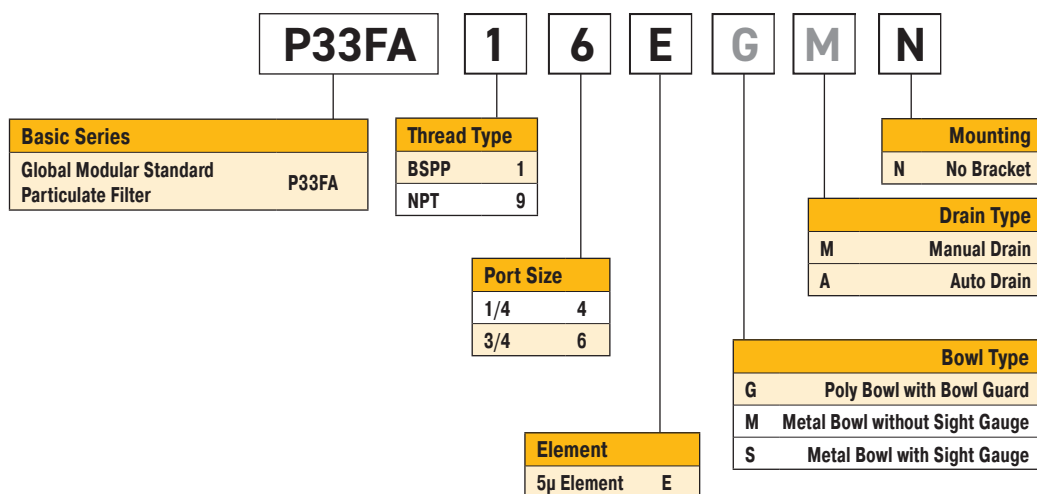 P33FA 1 6 E G M N
Basic Series
Global Modular Standard
Particulate Filter P33FA
Thread Type
BSPP 1
NPT 9
Mounting
N No Bracket
Drain Type
M Manual Drain
A Auto Drain
Port Size
1/4 4
3/4 6
Bowl Type
G Poly Bowl with Bowl Guard
M Metal Bowl without Sight Gauge
S Metal Bowl with Sight Gauge
Element
5µ Element E